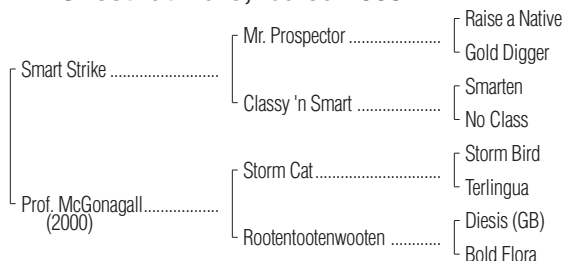 Raise a Native
Mr. Prospector ....................
Gold Digger
Smart Strike ............................
Smarten
Classy 'n Smart .....................
No Class
Storm Bird
Storm Cat..............................
Terlingua
Prof. McGonagall...................
(2000)
Diesis (GB)
Rootentootenwooten ............
Bold Flora